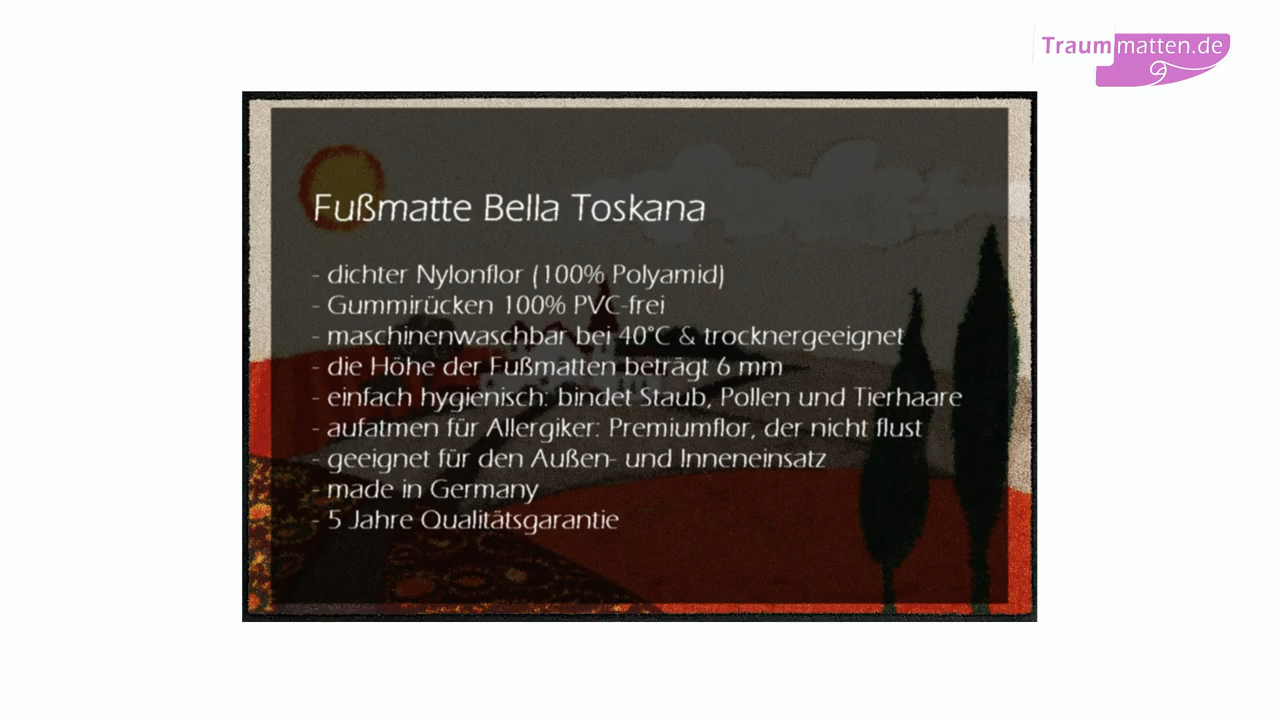 Traummatten.de
Fußmatte Bella Toskana
- dichter Nylonflor (100% Polyamid)
- Gummirücken 100% PVC-frei
- maschinenwaschbar bei 40°C & trocknergeeignet
- die Höhe der Fußmatten beträgt 6 mm
- einfach hygienisch: bindet Staub, Pollen und Tierhaare
- aufatmen für Allergiker: Premiumflor, der nicht flust
- geeignet für den Außen- und Inneneinsatz
- made in Germany
- 5 Jahre Qualitätsgarantie